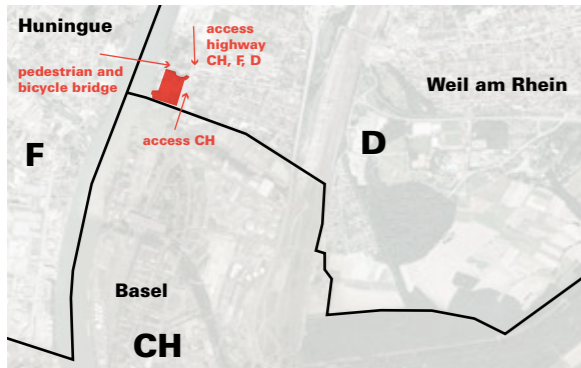 Huningue
access
highway
CH, F, D
pedestrian and
bicycle bridge
Weil am Rhein
access CH
F
D
Basel
CH